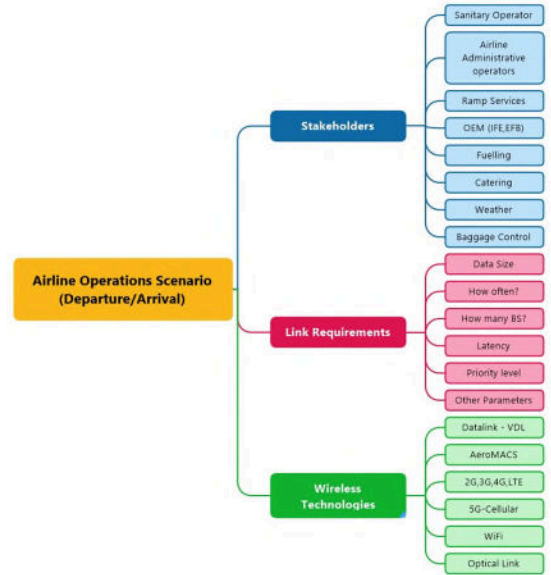 Airline Operations Scenario
(Departure/Arrival)
Stakeholders
Sanitary Operator
Airline
Administrative
operators
Ramp Services
OEM (IFE,EFB)
Fuelling
Catering
Weather
Baggage Control
Link Requirements
Data Size
How often?
How many BS?
Latency
Priority level
Other Parameters
Wireless
Technologies
Datalink - VDL
AeroMACS
2G,3G,4G,LTE
5G-Cellular
WiFi
Optical Link